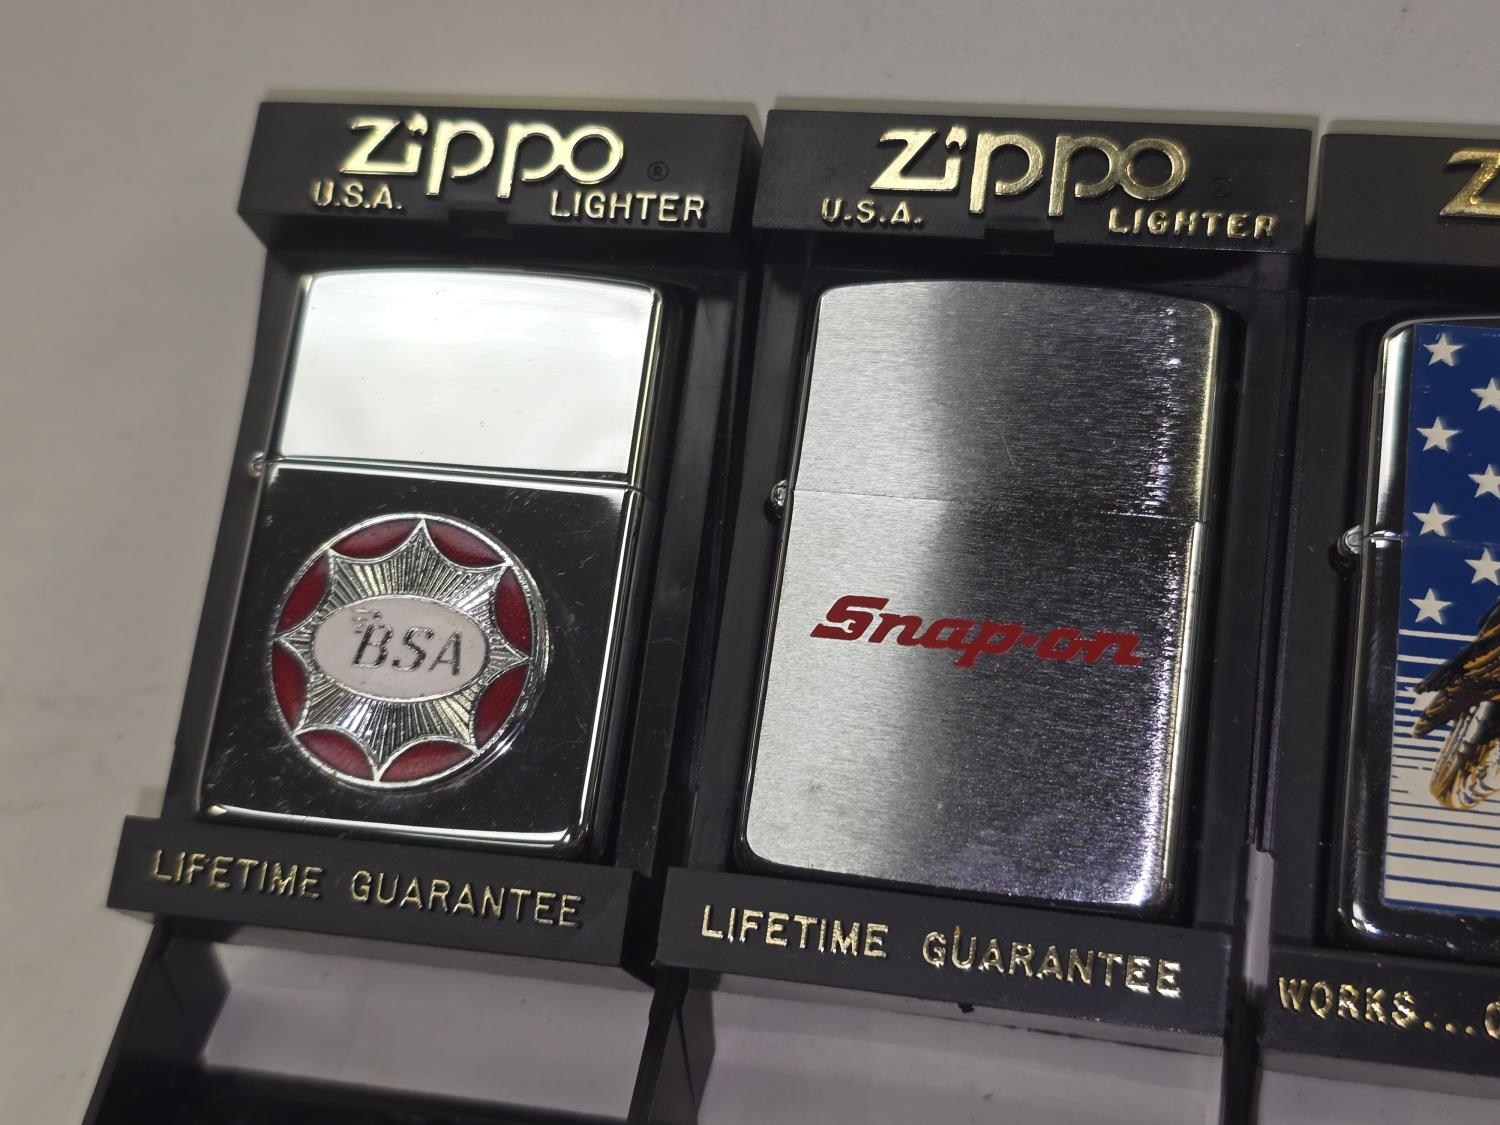 Zippo ®
U.S.A. LIGHTER
BSA
LIFETIME GUARANTEE
Zippo ®
U.S.A. LIGHTER
Snap-on
LIFETIME GUARANTEE
WORKS...